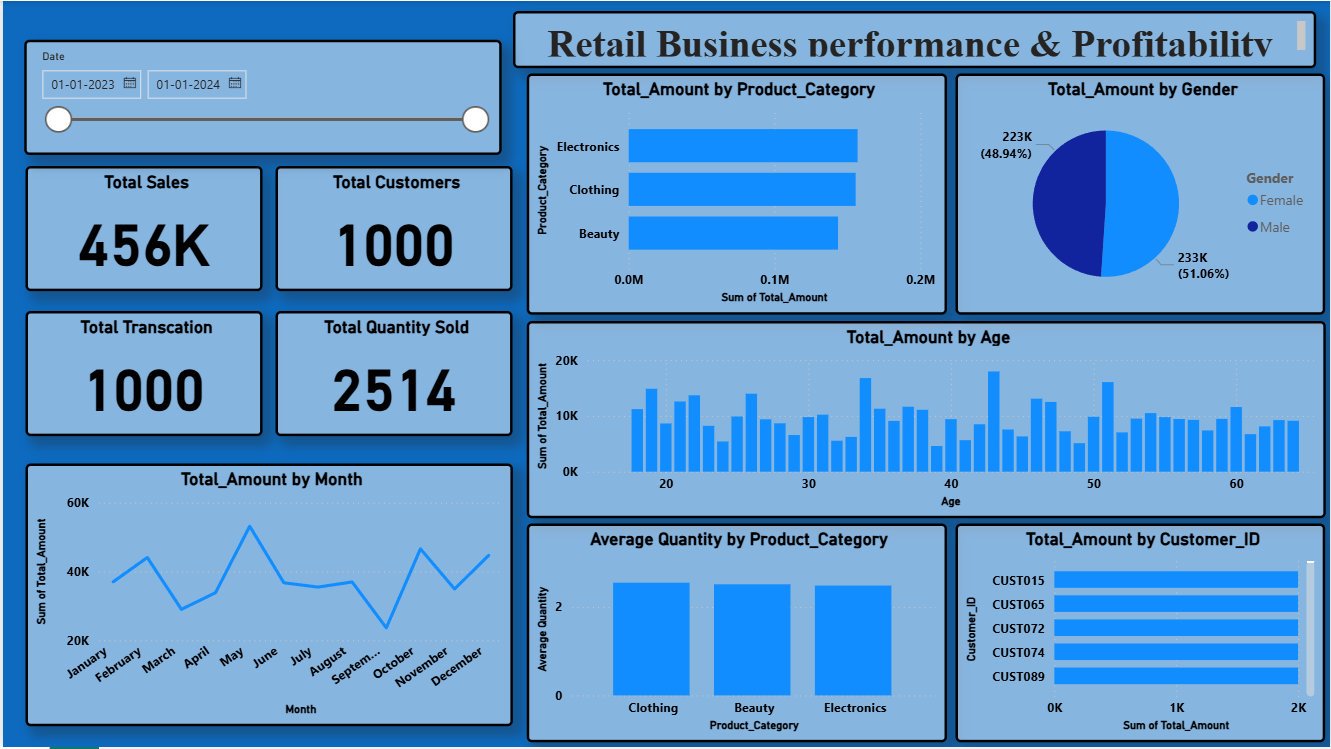 Retail Business performance & Profitability
Date
01-01-2023
01-01-2024
Total Sales
456K
Total Customers
1000
Total Transcation
1000
Total Quantity Sold
2514
Total_Amount by Month
Sum of Total_Amount
60K
40K
20K
January
February
March
April
May
June
July
August
Septem...
October
November
December
Month
Total_Amount by Product_Category
Product_Category
Electronics
Clothing
Beauty
0.0M
0.1M
0.2M
Sum of Total_Amount
Total_Amount by Gender
223K
(48.94%)
233K
(51.06%)
Gender
Female
Male
Total_Amount by Age
Sum of Total_Amount
20K
10K
0K
20
30
40
50
60
Age
Average Quantity by Product_Category
Average Quantity
2
0
Clothing
Beauty
Electronics
Product_Category
Total_Amount by Customer_ID
Customer_ID
CUST015
CUST065
CUST072
CUST074
CUST089
0K
1K
2K
Sum of Total_Amount